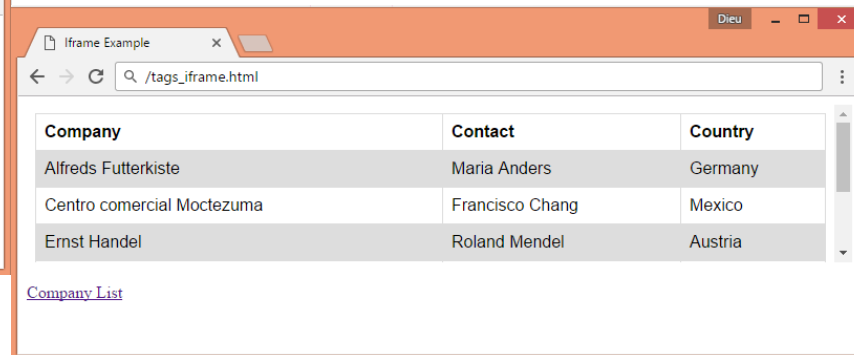 Dieu
Iframe Example
/tags_iframe.html
Company Contact Country
Alfreds Futterkiste Maria Anders Germany
Centro comercial Moctezuma Francisco Chang Mexico
Ernst Handel Roland Mendel Austria
Company List